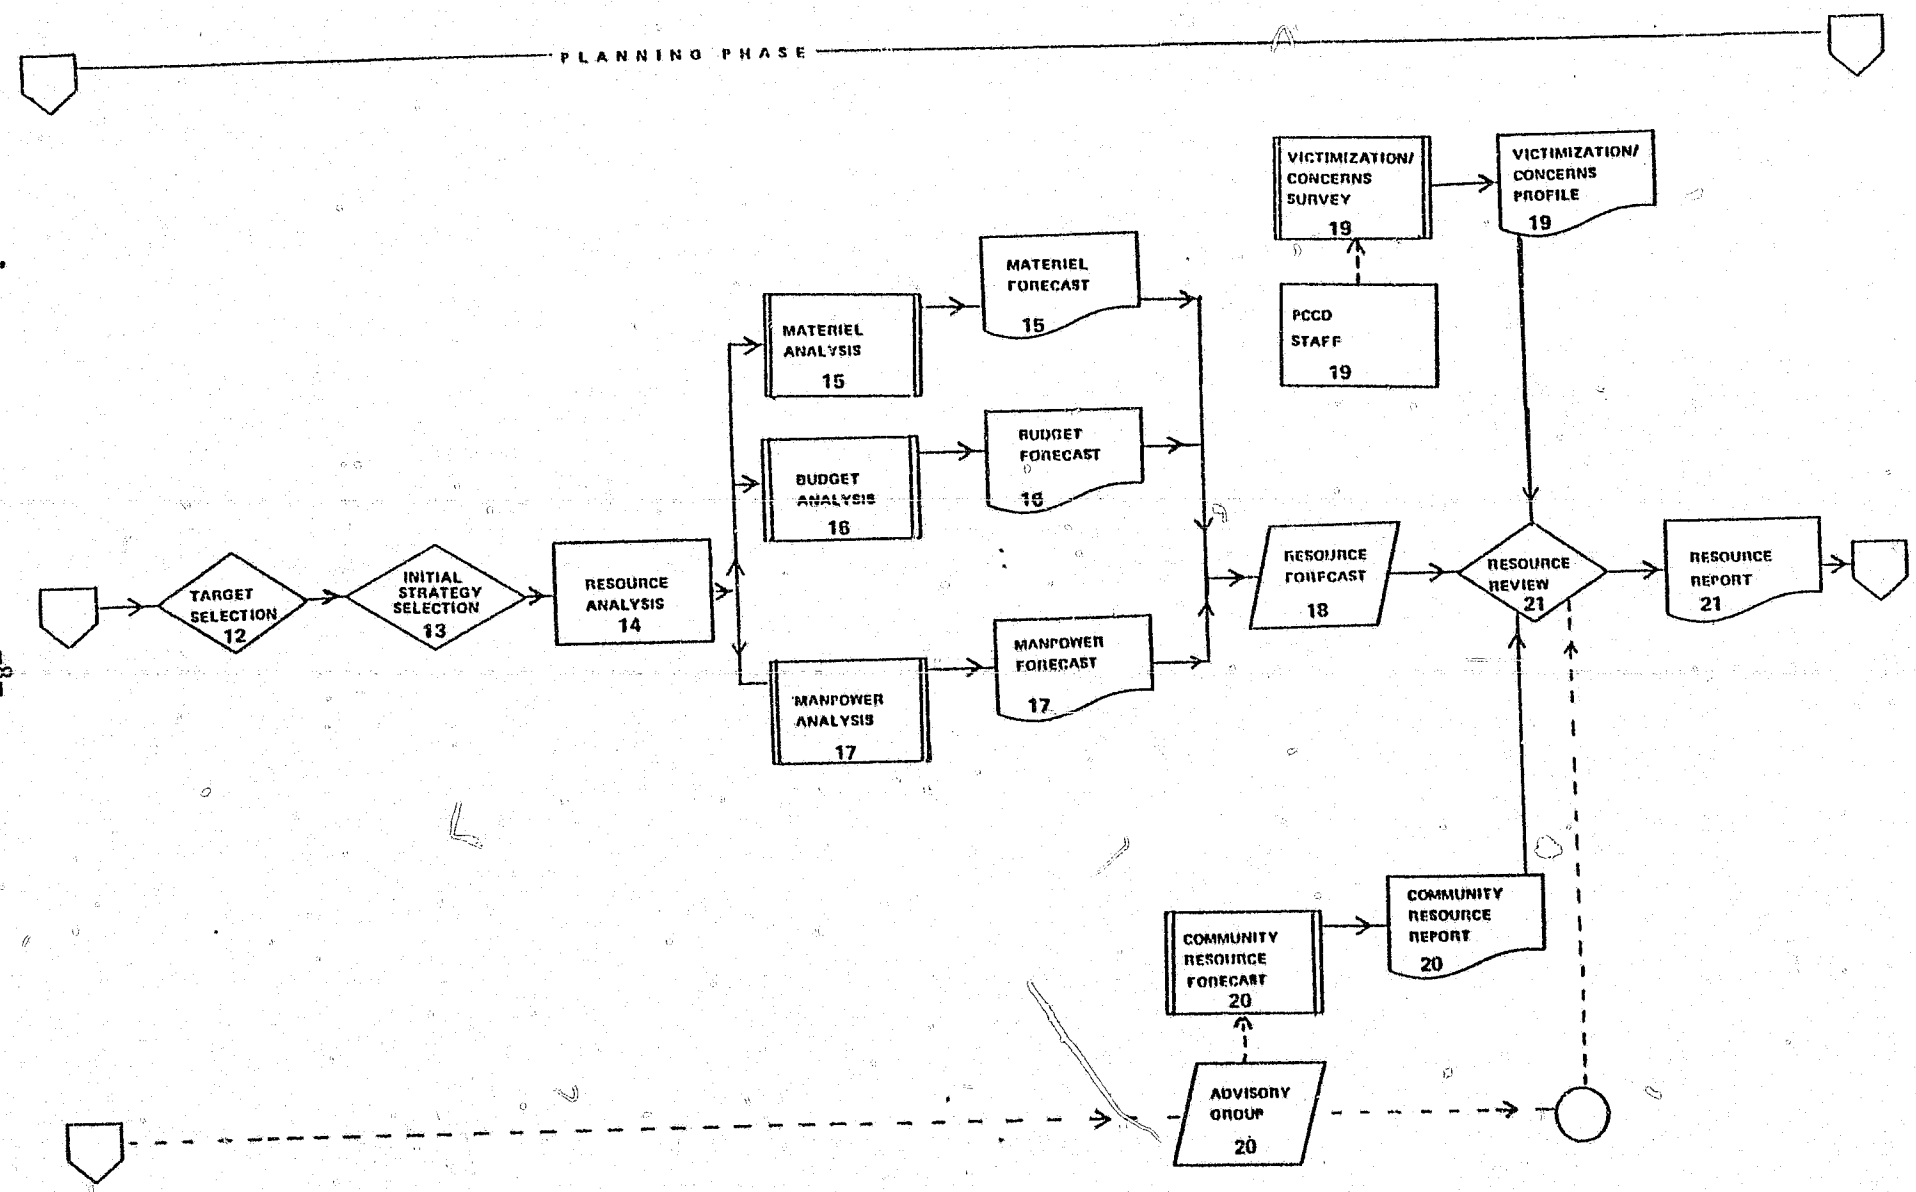 PLANNING PHASE
VICTIMIZATION/
CONCERNS
SURVEY
19
VICTIMIZATION/
CONCERNS
PROFILE
19
PCCD
STAFF
19
MATERIEL
FORECAST
15
MATERIEL
ANALYSIS
15
BUDGET
FORECAST
16
BUDGET
ANALYSIS
16
TARGET
SELECTION
12
INITIAL
STRATEGY
SELECTION
13
RESOURCE
ANALYSIS
14
RESOURCE
FORECAST
18
RESOURCE
REVIEW
21
RESOURCE
REPORT
21
MANPOWER
FORECAST
17
MANPOWER
ANALYSIS
17
COMMUNITY
RESOURCE
REPORT
20
COMMUNITY
RESOURCE
FORECAST
20
ADVISORY
GROUP
20